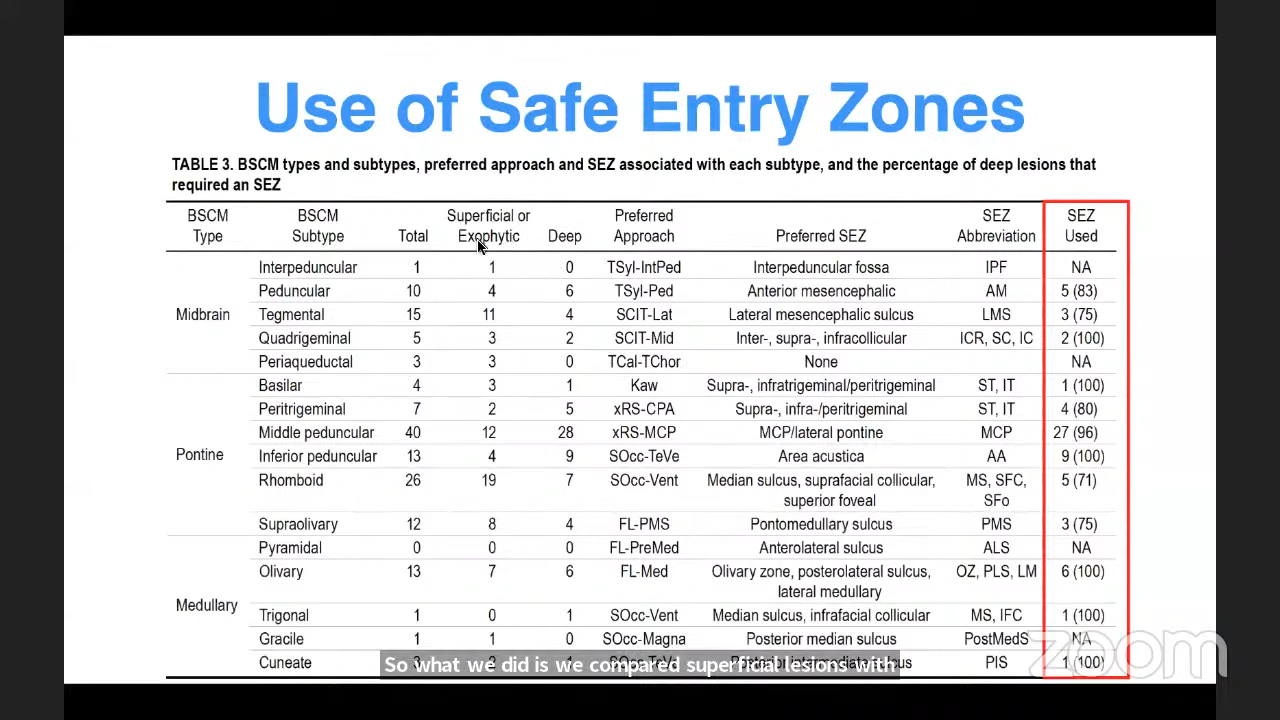 Use of Safe Entry Zones
TABLE 3. BSCM types and subtypes, preferred approach and SEZ associated with each subtype, and the percentage of deep lesions that
required an SEZ
BSCM Type BSCM Subtype Total Superficial or Exophytic Deep Preferred Approach Preferred SEZ SEZ Abbreviation SEZ Used
Midbrain
Interpeduncular 1 1 0 TSyl-IntPed Interpeduncular fossa IPF NA
Peduncular 10 4 6 TSyl-Ped Anterior mesencephalic AM 5 (83)
Tegmental 15 11 4 SCIT-Lat Lateral mesencephalic sulcus LMS 3 (75)
Quadrigeminal 5 3 2 SCIT-Mid Inter-, supra-, infracollicular ICR, SC, IC 2 (100)
Periaqueductal 3 3 0 TCal-TChor None NA
Pontine
Basilar 4 3 1 Kaw Supra-, infratrigeminal/peritrigeminal ST, IT 1 (100)
Peritrigeminal 7 2 5 xRS-CPA Supra-, infra-/peritrigeminal ST, IT 4 (80)
Middle peduncular 40 12 28 xRS-MCP MCP/lateral pontine MCP 27 (96)
Inferior peduncular 13 4 9 SOcc-TeVe Area acustica AA 9 (100)
Rhomboid 26 19 7 SOcc-Vent Median sulcus, suprafacial collicular, superior foveal MS, SFC, SFo 5 (71)
Supraolivary 12 8 4 FL-PMS Pontomedullary sulcus PMS 3 (75)
Medullary
Pyramidal 0 0 0 FL-PreMed Anterolateral sulcus ALS NA
Olivary 13 7 6 FL-Med Olivary zone, posterolateral sulcus, lateral medullary OZ, PLS, LM 6 (100)
Trigonal 1 0 1 SOcc-Vent Median sulcus, infrafacial collicular MS, IFC 1 (100)
Gracile 1 1 0 SOcc-Magna Posterior median sulcus PostMedS NA
Cuneate PIS 1 (100)
So what we did is we compared superficial lesions with
zoom